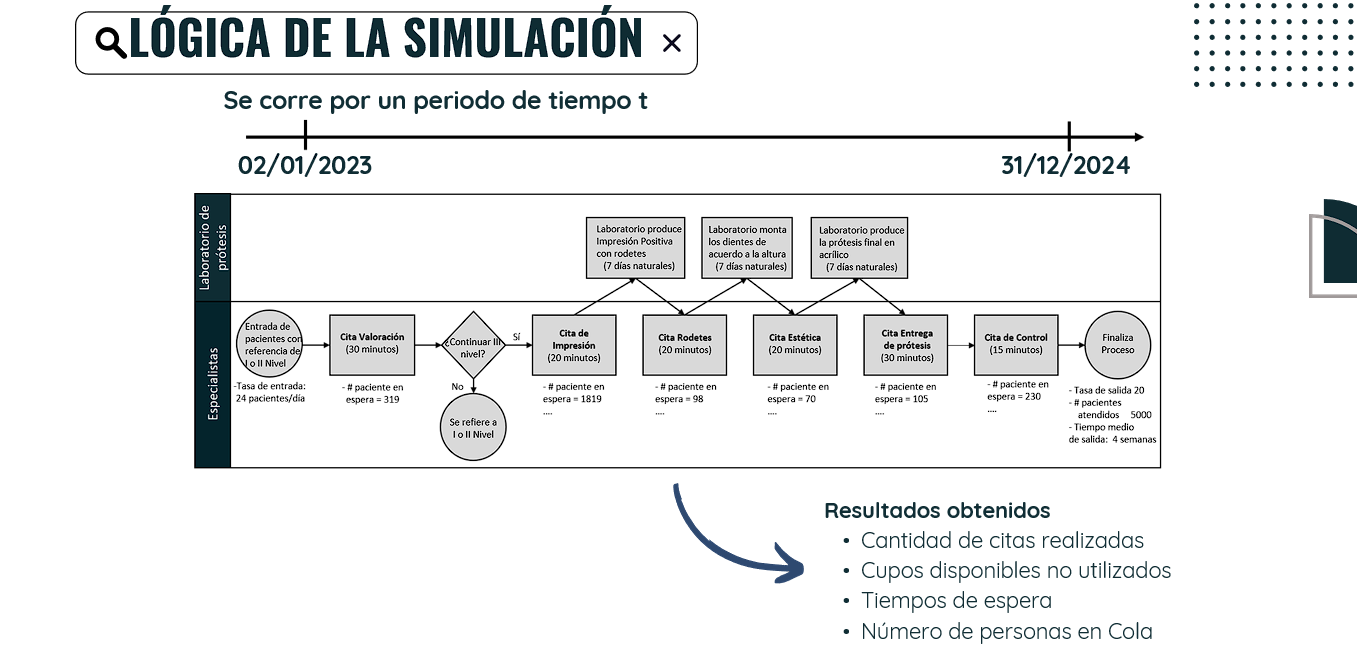 LÓGICA DE LA SIMULACIÓN
Se corre por un periodo de tiempo t
02/01/2023
31/12/2024
Laboratorio de
prótesis
Laboratorio produce
Impresión Positiva
con rodetes
(7 días naturales)
Laboratorio monta
los dientes de
acuerdo a la altura
(7 días naturales)
Laboratorio produce
la prótesis final en
acrílico
(7 días naturales)
Especialistas
Entrada de
pacientes con
referencia de
I o II Nivel
-Tasa de entrada:
24 pacientes/día
Cita Valoración
(30 minutos)
- # paciente en
espera = 319
¿Continuar III
nivel?
Sí
No
Se refiere a
I o II Nivel
Cita de
Impresión
(20 minutos)
- # paciente en
espera = 1819
....
Cita Rodetes
(20 minutos)
- # paciente en
espera = 98
....
Cita Estética
(20 minutos)
- # paciente en
espera = 70
....
Cita Entrega
de prótesis
(30 minutos)
- # paciente en
espera = 105
....
Cita de Control
(15 minutos)
- # paciente en
espera = 230
....
Finaliza
Proceso
- Tasa de salida 20
- # pacientes
atendidos 5000
- Tiempo medio
de salida: 4 semanas
Resultados obtenidos
• Cantidad de citas realizadas
• Cupos disponibles no utilizados
• Tiempos de espera
• Número de personas en Cola